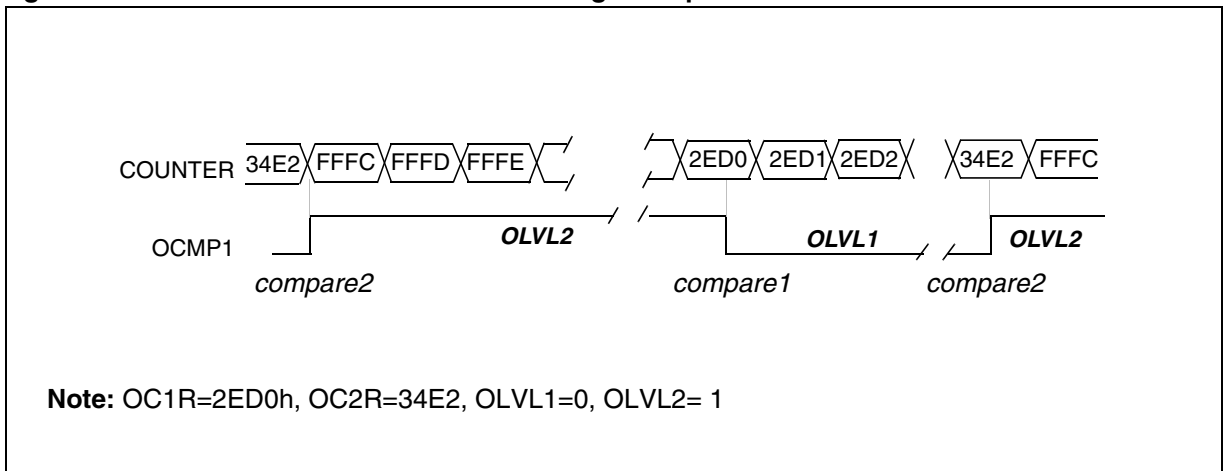 COUNTER 34E2 FFFC FFFD FFFE 2ED0 2ED1 2ED2 34E2 FFFC
OCMP1 OLVL2 OLVL1 OLVL2
compare2 compare1 compare2
Note: OC1R=2ED0h, OC2R=34E2, OLVL1=0, OLVL2= 1